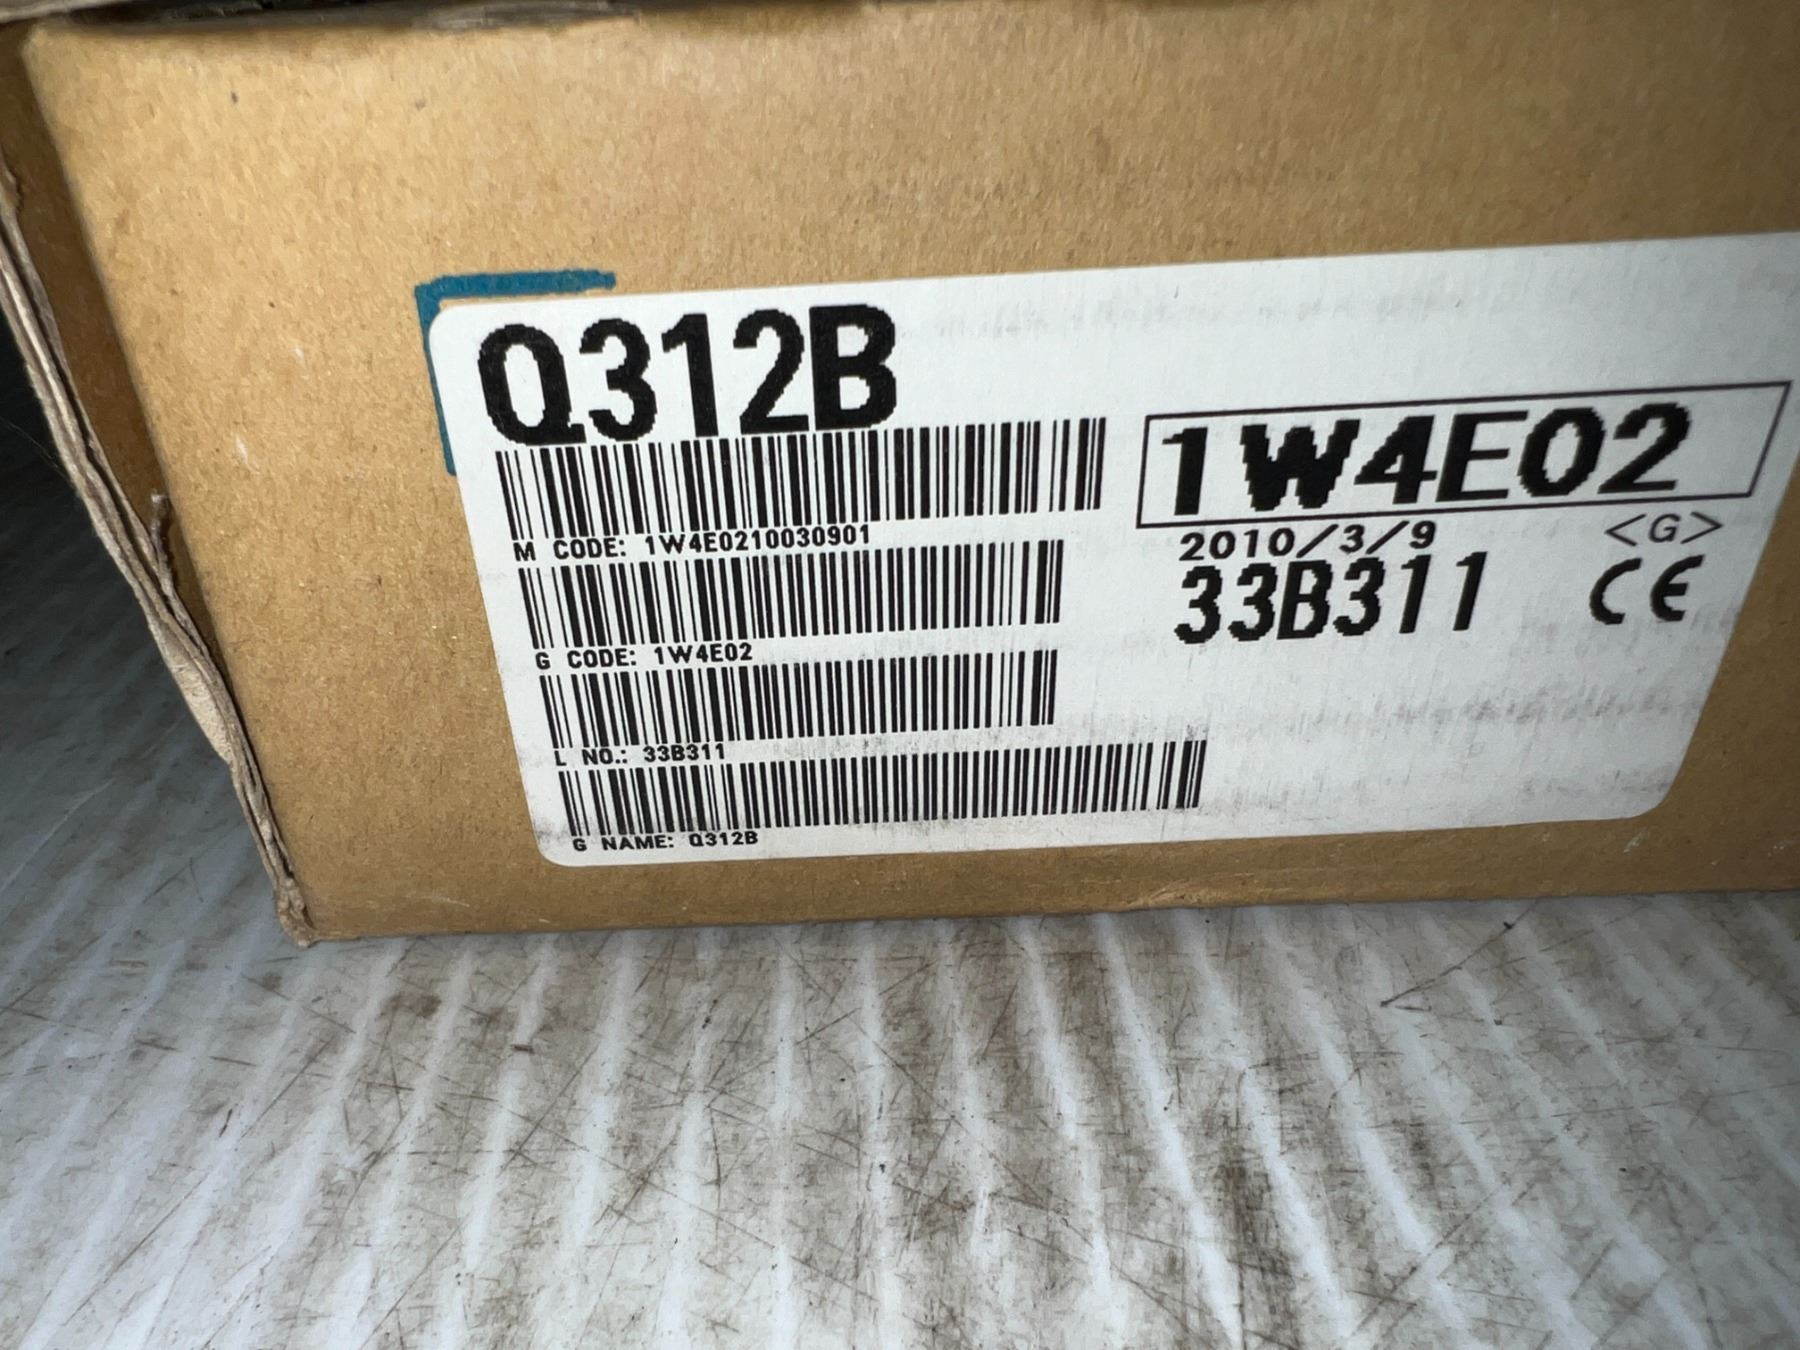 Q312B
1W4E02
M CODE: 1W4E0210030901
2010/3/9 <G>
33B311 CE
G CODE: 1W4E02
L NO.: 33B311
G NAME: Q312B